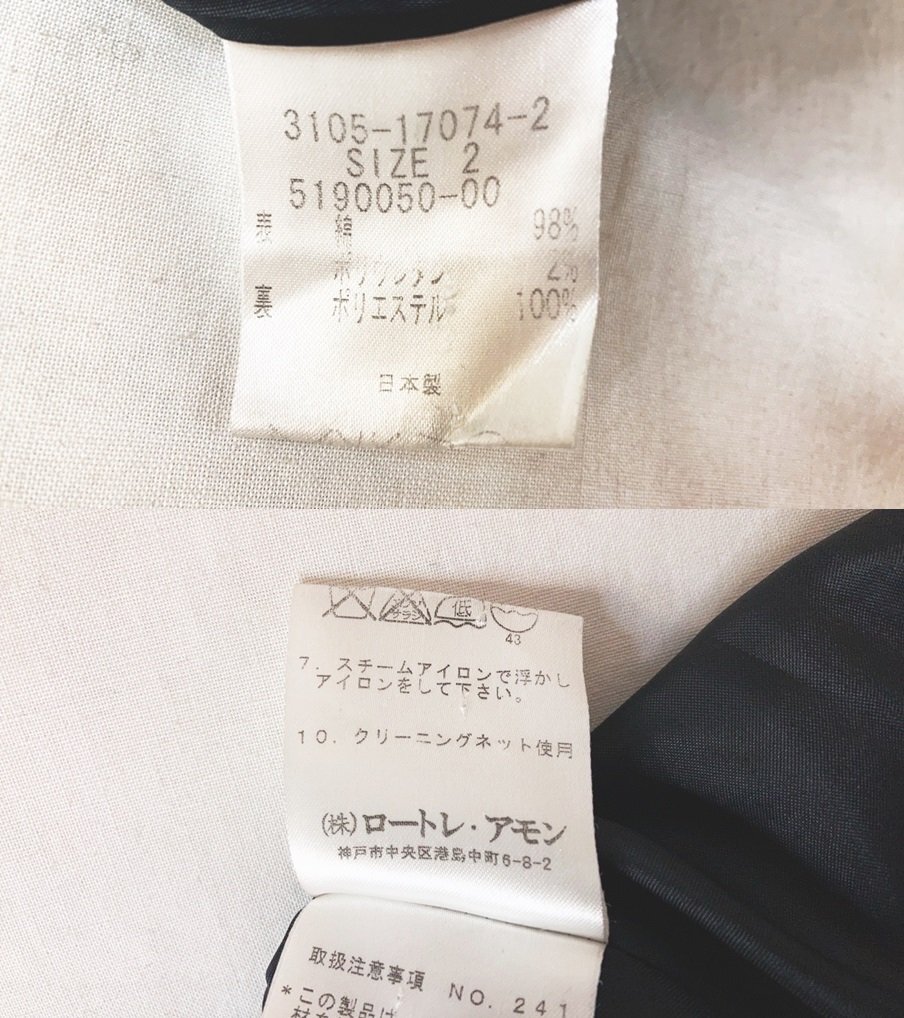 3105-17074-2
SIZE 2
5190050-00
表 綿 98%
ポリウレタン 2%
裏 ポリエステル 100%
日本製
低
43
7. スチームアイロンで浮かし
アイロンをして下さい。
10. クリーニングネット使用
(株)ロートレ・アモン
神戸市中央区港島中町6-8-2
取扱注意事項 NO. 241
*この製品は